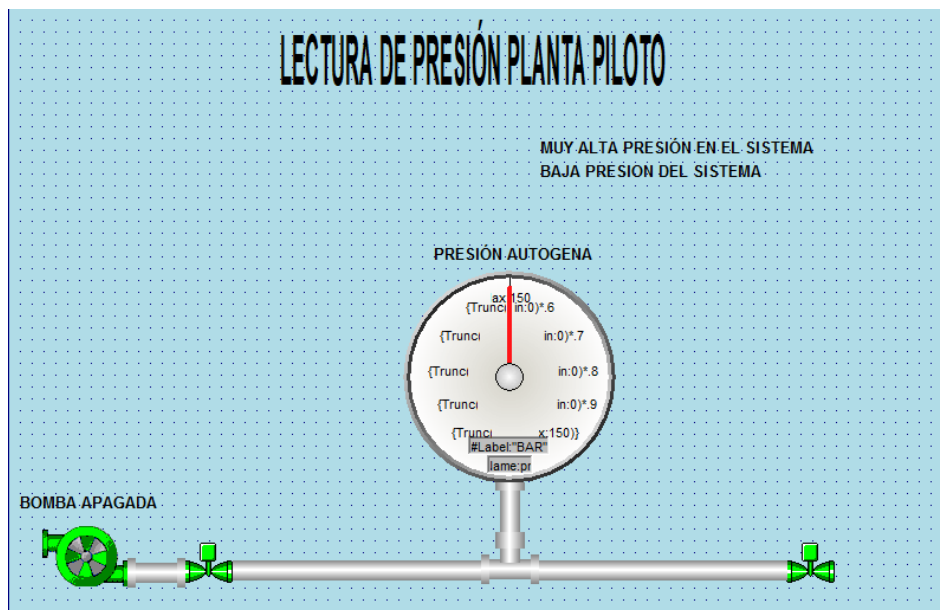 LECTURA DE PRESIÓN PLANTA PILOTO
MUY ALTA PRESIÓN EN EL SISTEMA
BAJA PRESION DEL SISTEMA
PRESIÓN AUTOGENA
ax:150
{Trunc( in:0)*.6
{Trunc( in:0)*.7
{Trunc( in:0)*.8
{Trunc( in:0)*.9
{Trunc( x:150)}
#Label:"BAR"
lame:pr
BOMBA APAGADA